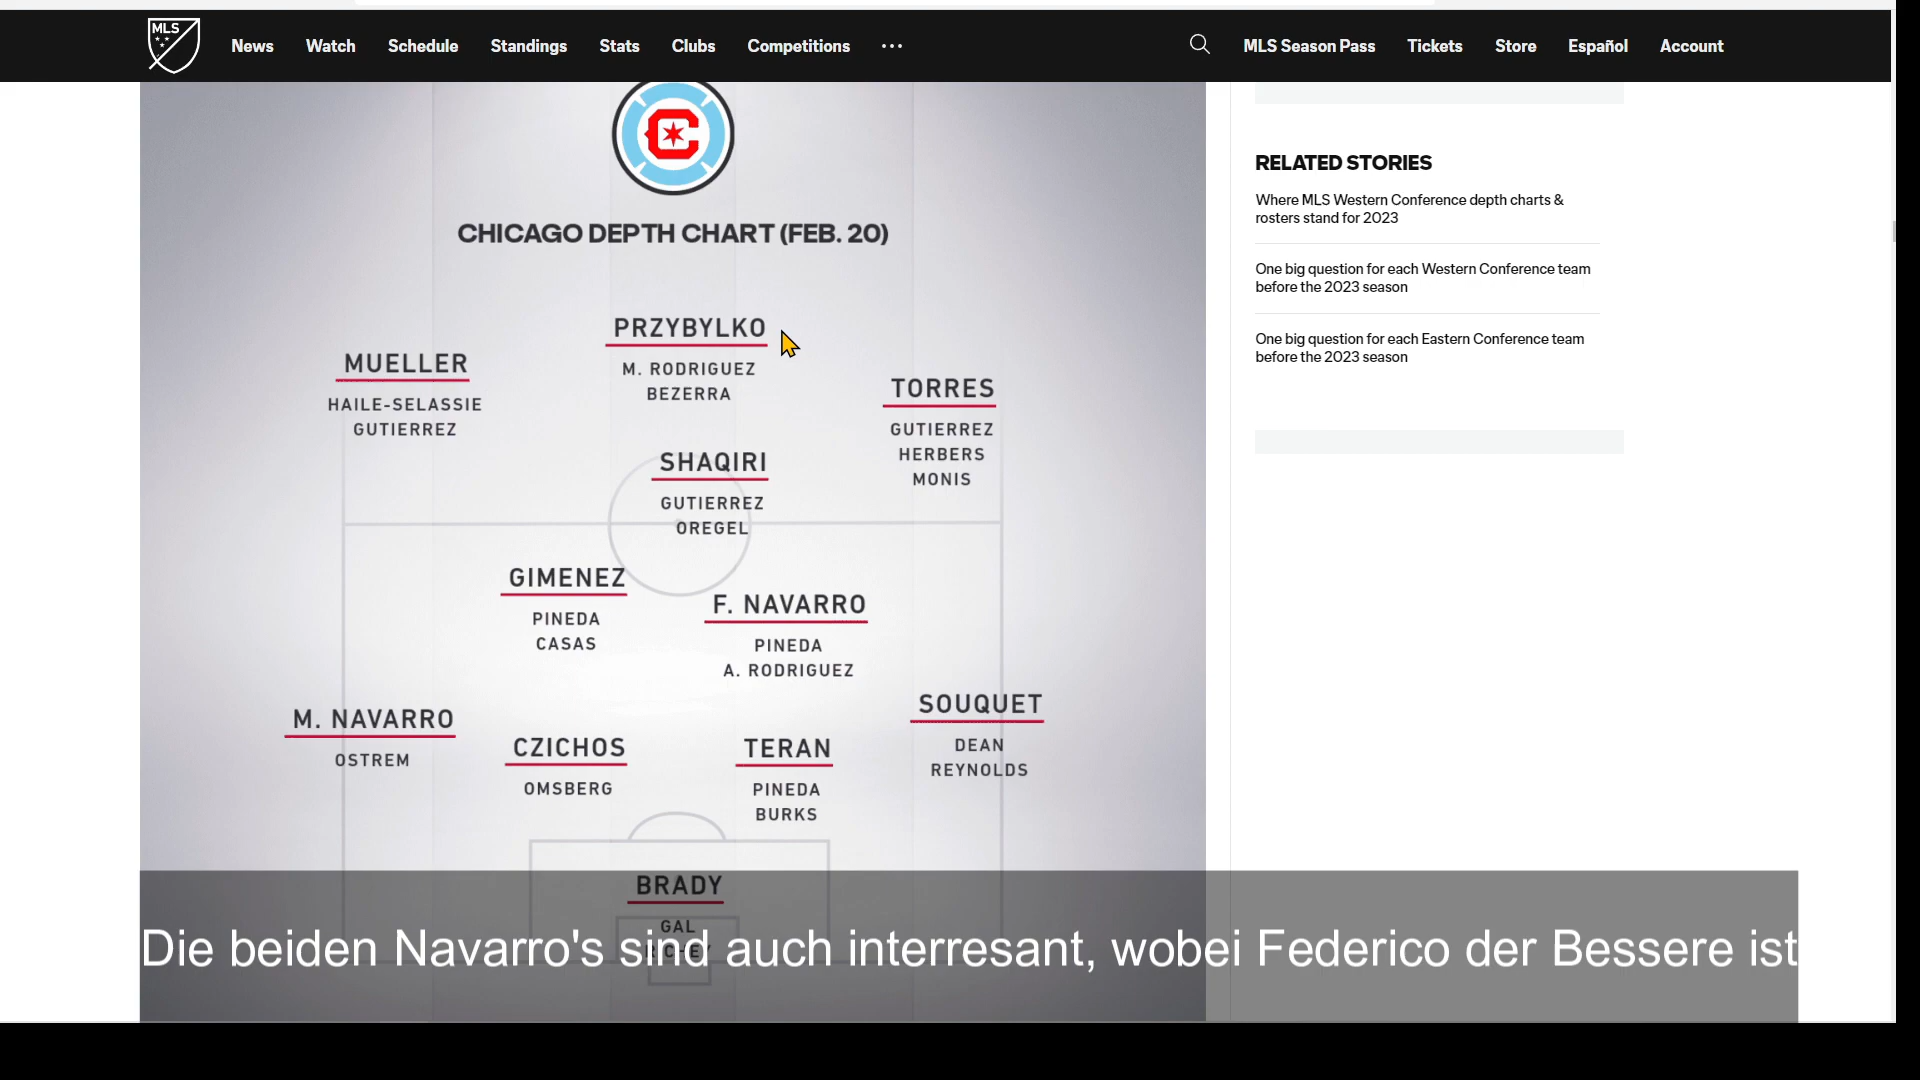 MLS
News
Watch
Schedule
Standings
Stats
Clubs
Competitions
MLS Season Pass
Tickets
Store
Español
Account
C
CHICAGO DEPTH CHART (FEB. 20)
PRZYBYLKO
M. RODRIGUEZ
BEZERRA
MUELLER
HAILE-SELASSIE
GUTIERREZ
TORRES
GUTIERREZ
HERBERS
MONIS
SHAQIRI
GUTIERREZ
OREGEL
GIMENEZ
PINEDA
CASAS
F. NAVARRO
PINEDA
A. RODRIGUEZ
M. NAVARRO
OSTREM
CZICHOS
OMSBERG
TERAN
PINEDA
BURKS
SOUQUET
DEAN
REYNOLDS
BRADY
GAL
Die beiden Navarro's sind auch interresant, wobei Federico der Bessere ist
RELATED STORIES
Where MLS Western Conference depth charts &
rosters stand for 2023
One big question for each Western Conference team
before the 2023 season
One big question for each Eastern Conference team
before the 2023 season